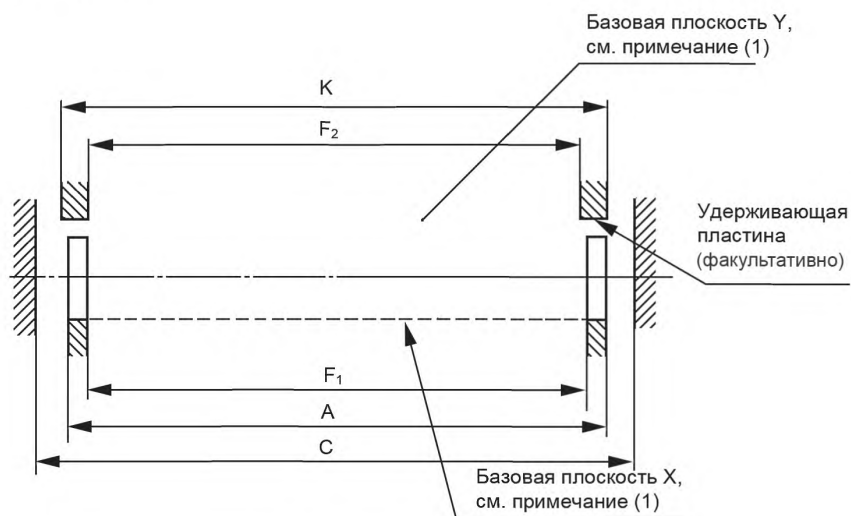 Базовая плоскость Y,
см. примечание (1)
K
F₂
Удерживающая
пластина
(факультативно)
F₁
A
C
Базовая плоскость X,
см. примечание (1)